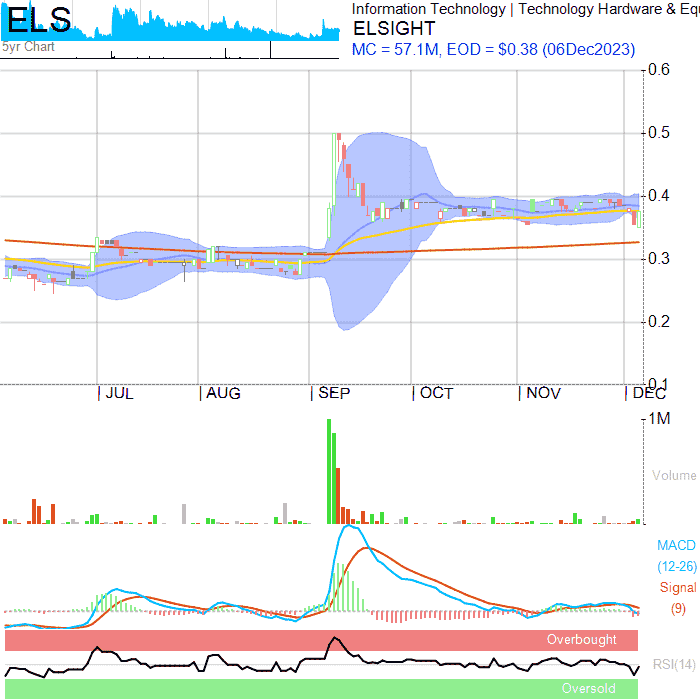 ELS
5yr Chart
Information Technology | Technology Hardware & Equ
ELSIGHT
MC = 57.1M, EOD = $0.38 (06Dec2023)
0.6
0.5
0.4
0.3
0.2
0.1
JUL
AUG
SEP
OCT
NOV
DEC
1M
Volume
MACD
(12-26)
Signal
(9)
Overbought
RSI(14)
Oversold